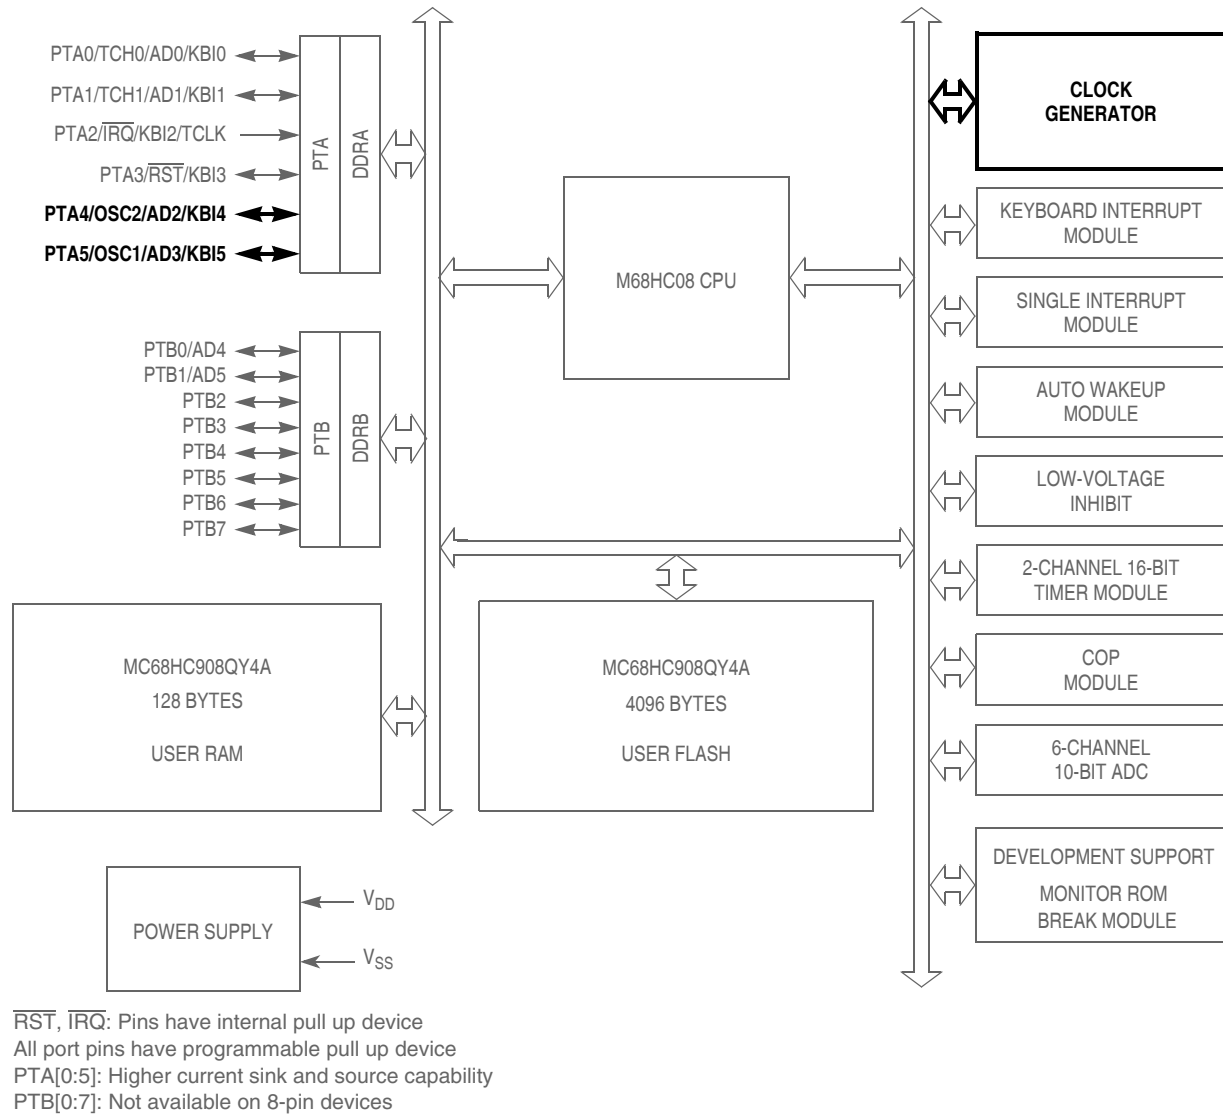 PTA0/TCH0/AD0/KBI0
PTA1/TCH1/AD1/KBI1
PTA2/I̅R̅Q̅/KBI2/TCLK
PTA3/R̅S̅T̅/KBI3
PTA4/OSC2/AD2/KBI4
PTA5/OSC1/AD3/KBI5
PTA
DDRA
PTB0/AD4
PTB1/AD5
PTB2
PTB3
PTB4
PTB5
PTB6
PTB7
PTB
DDRB
M68HC08 CPU
CLOCK
GENERATOR
KEYBOARD INTERRUPT
MODULE
SINGLE INTERRUPT
MODULE
AUTO WAKEUP
MODULE
LOW-VOLTAGE
INHIBIT
2-CHANNEL 16-BIT
TIMER MODULE
COP
MODULE
6-CHANNEL
10-BIT ADC
DEVELOPMENT SUPPORT
MONITOR ROM
BREAK MODULE
MC68HC908QY4A
128 BYTES
USER RAM
MC68HC908QY4A
4096 BYTES
USER FLASH
POWER SUPPLY
VDD
VSS
R̅S̅T̅, I̅R̅Q̅: Pins have internal pull up device
All port pins have programmable pull up device
PTA[0:5]: Higher current sink and source capability
PTB[0:7]: Not available on 8-pin devices